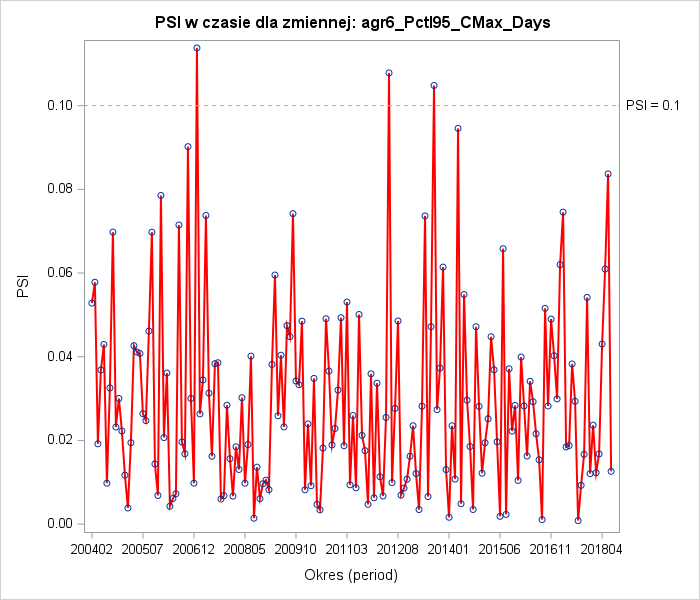 PSI w czasie dla zmiennej: agr6_Pctl95_CMax_Days
PSI
0.10
0.08
0.06
0.04
0.02
0.00
PSI = 0.1
200402 200507 200612 200805 200910 201103 201208 201401 201506 201611 201804
Okres (period)